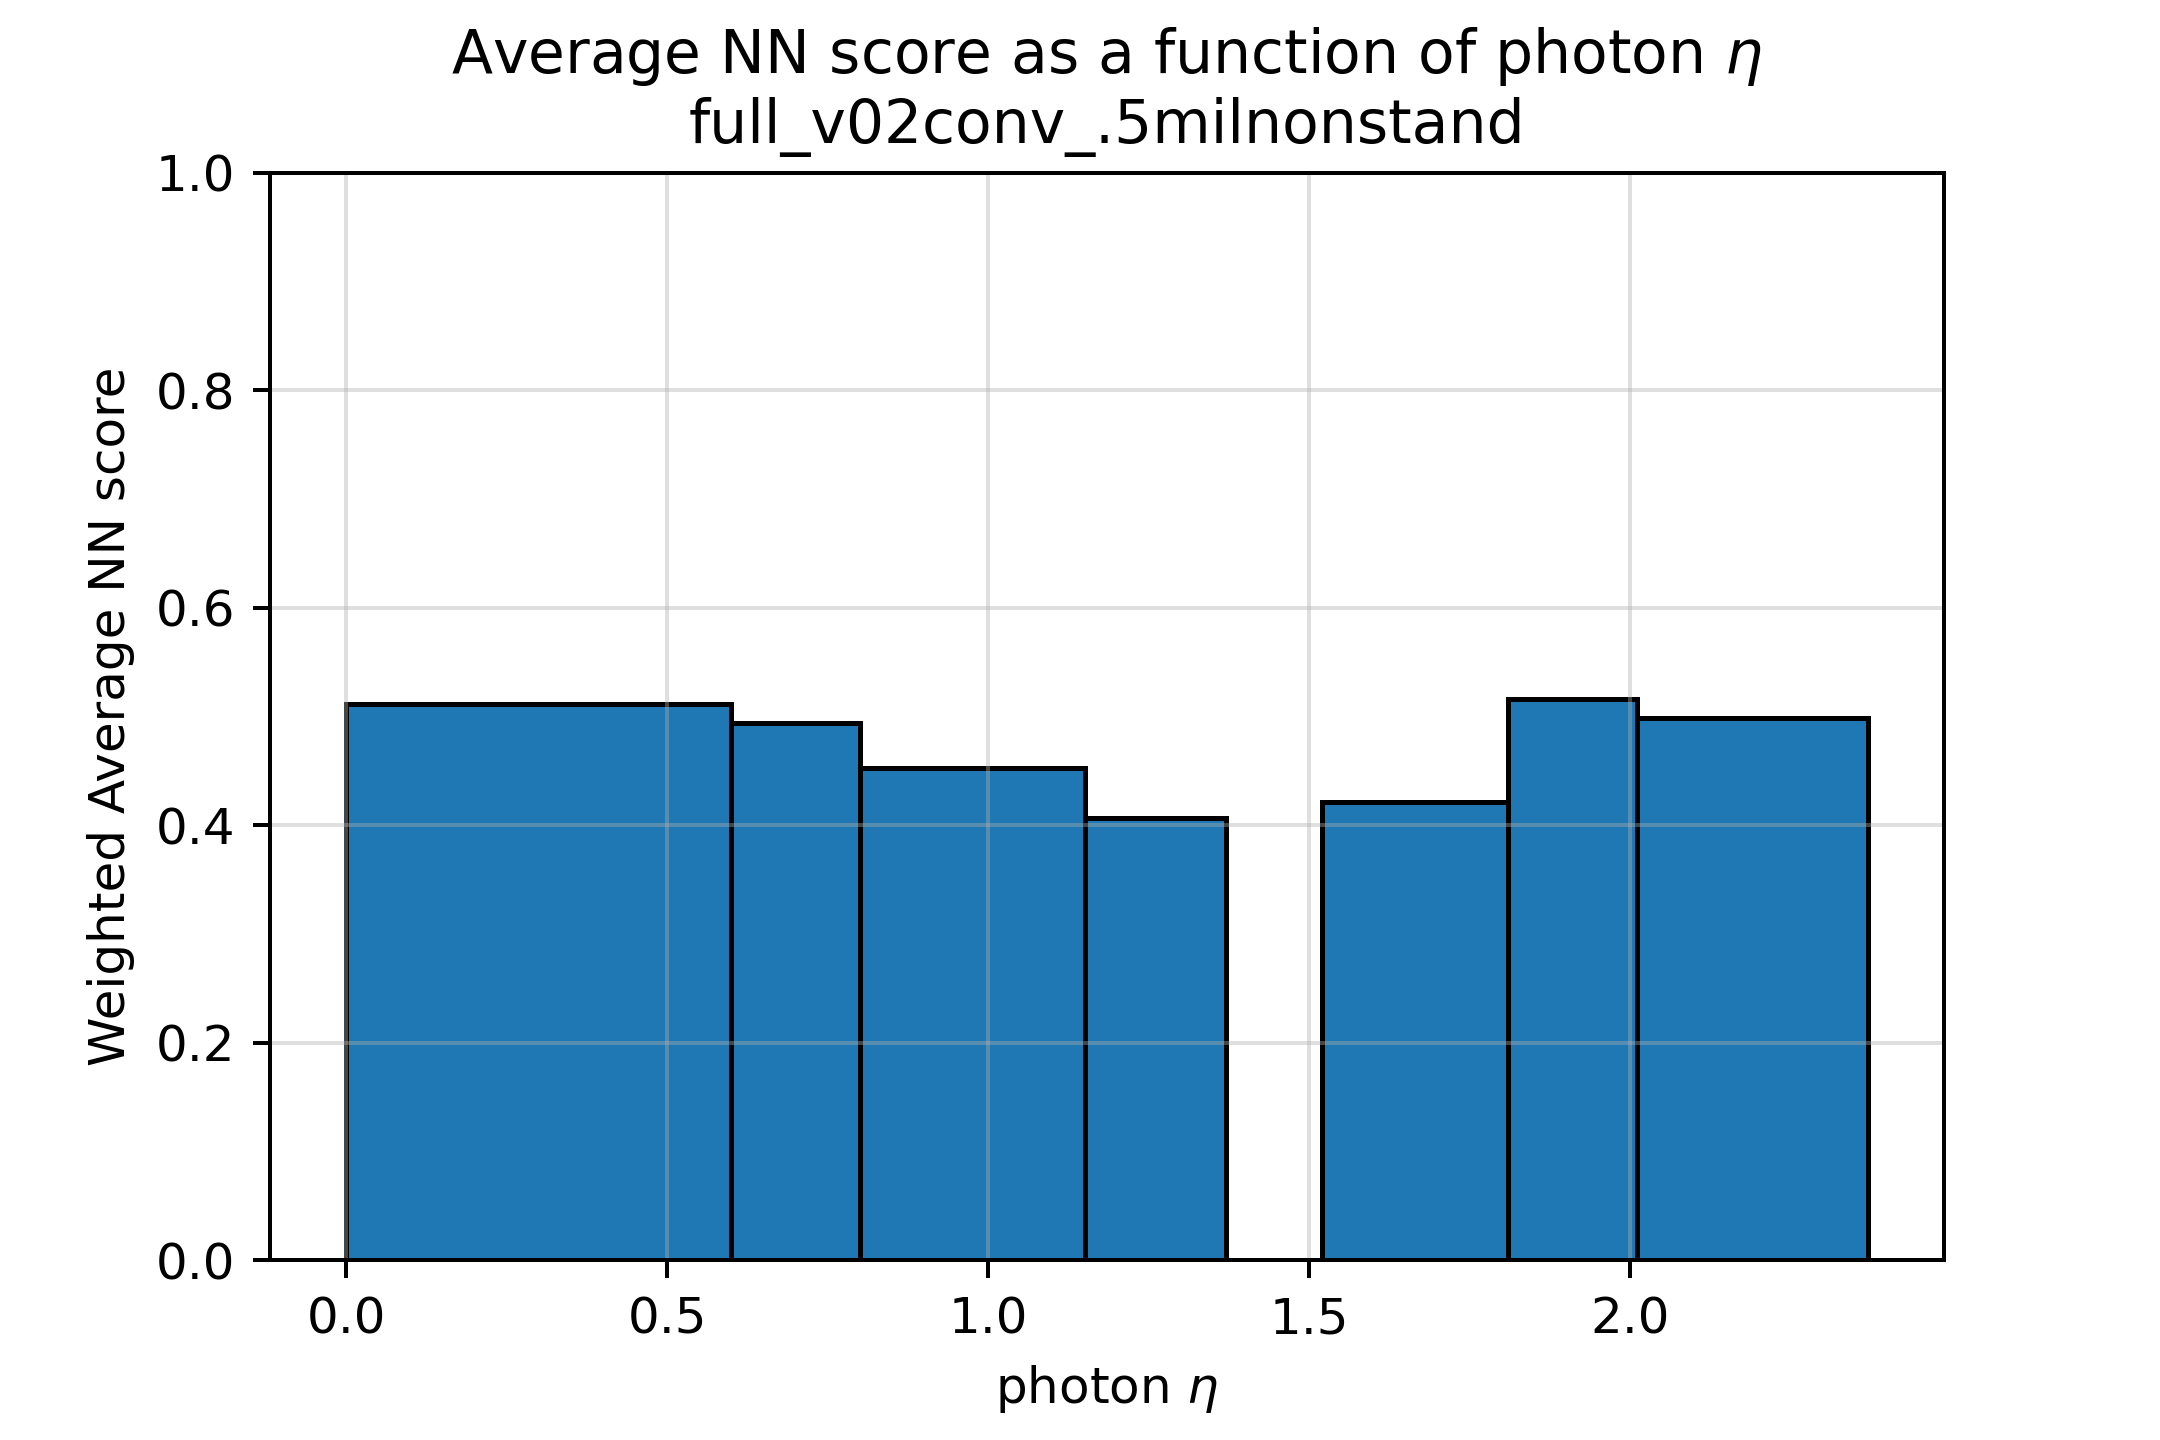 Average NN score as a function of photon η
full_v02conv_.5milnonstand
1.0
0.8
0.6
0.4
0.2
0.0
Weighted Average NN score
0.0 0.5 1.0 1.5 2.0
photon η